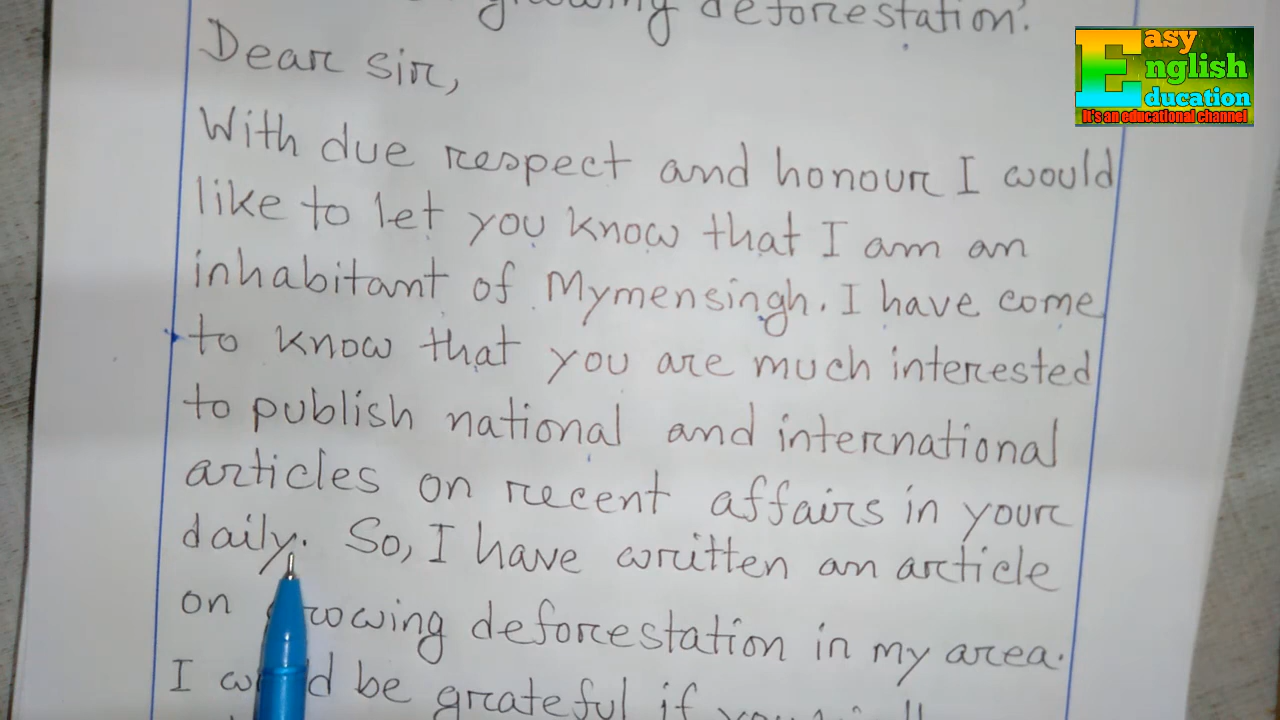 growing deforestation'.
Dear sir,
With due respect and honour I would
like to let you know that I am an
inhabitant of Mymensingh. I have come
to know that you are much interested
to publish national and international
articles on recent affairs in your
daily. So, I have written an article
on growing deforestation in my area.
I would be grateful if you
Easy
English
Education
It's an educational channel